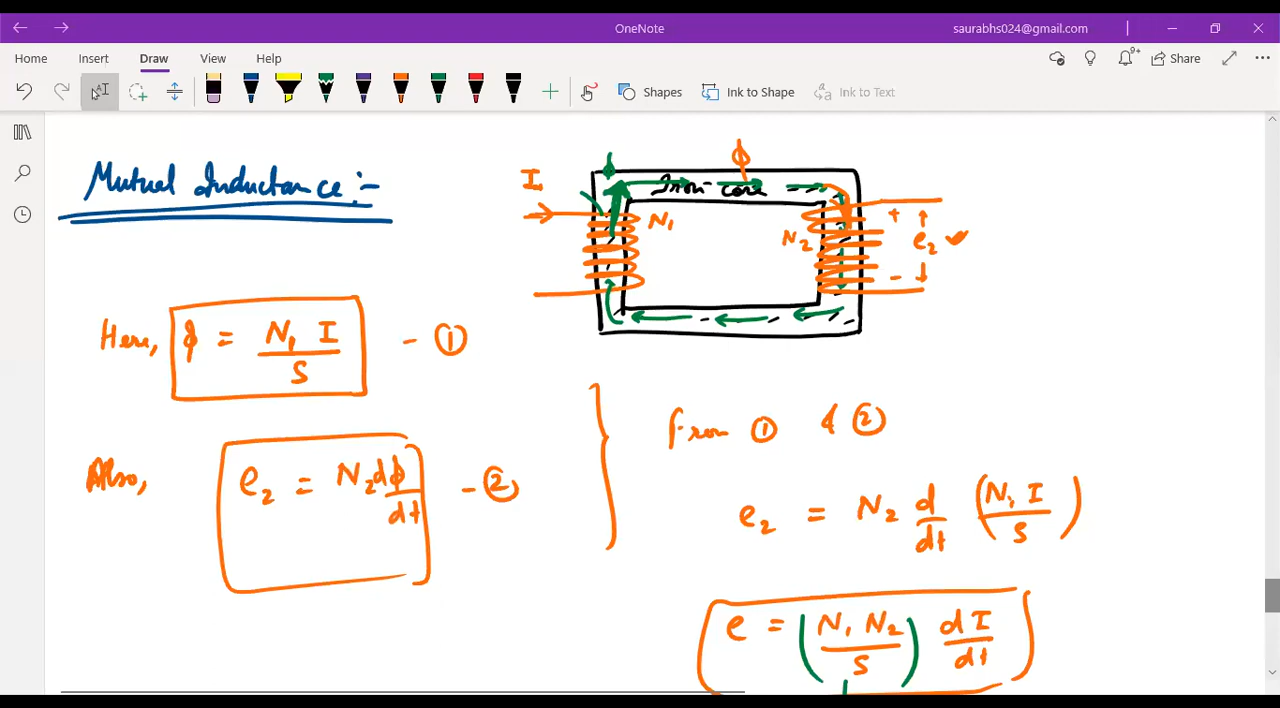 OneNote
saurabhs024@gmail.com
Home Insert Draw View Help
Share
Shapes Ink to Shape Ink to Text
Mutual Inductance :-
I
N₁
ϕ
ϕ
Iron core
N₂
+
e₂ ✓
-
Here, ϕ = N₁ I / S - ①
Also, e₂ = N₂ dϕ/dt - ②
from ① & ②
e₂ = N₂ d/dt (N₁ I / S)
e = (N₁ N₂ / S) dI/dt